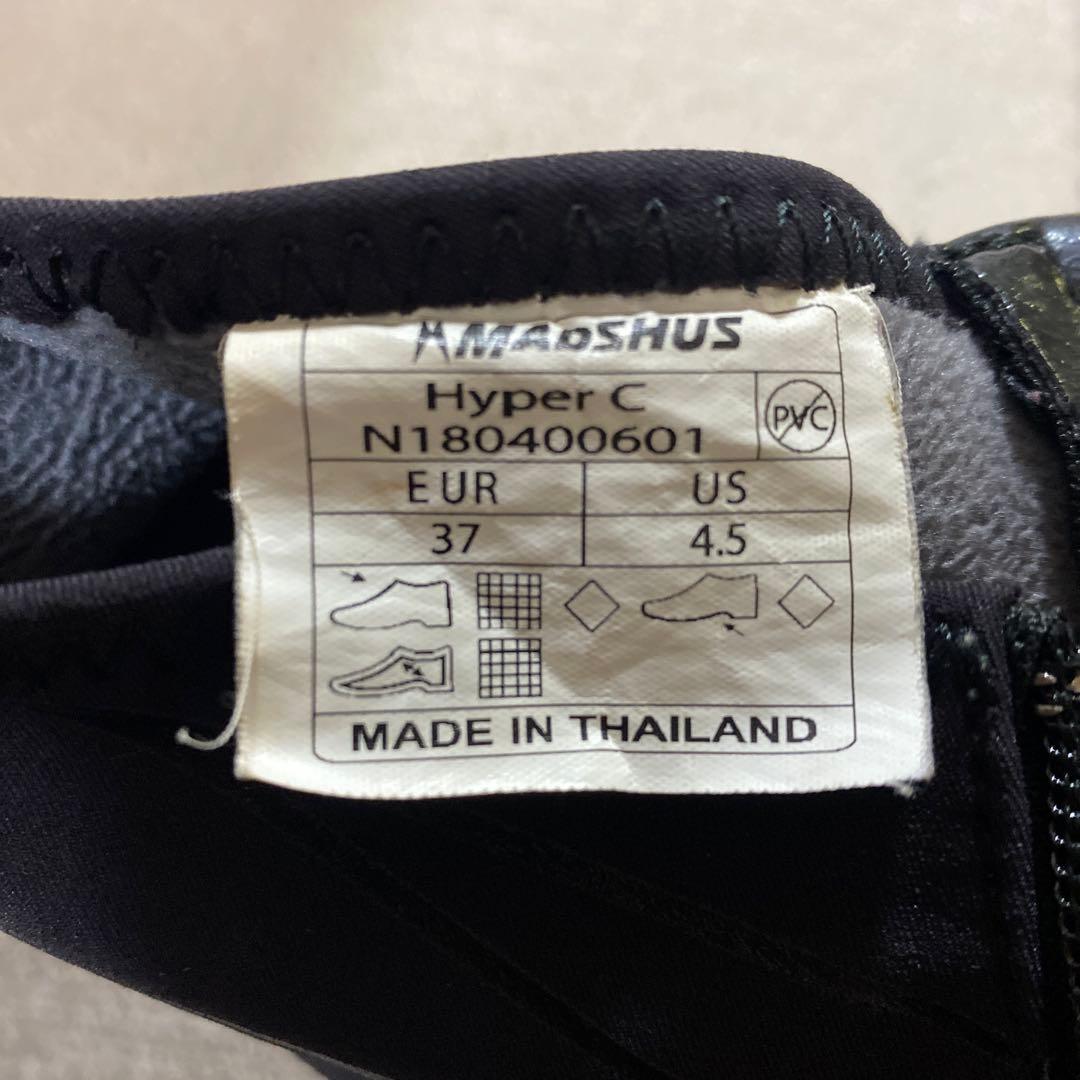 MADSHUS
Hyper C
N180400601
PVC
EUR US
37 4.5
MADE IN THAILAND